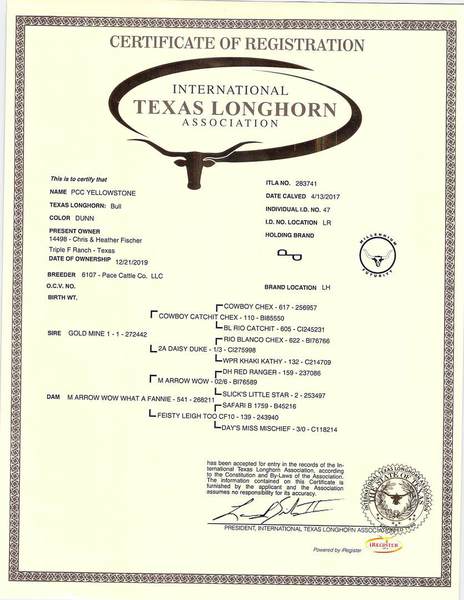 CERTIFICATE OF REGISTRATION
INTERNATIONAL
TEXAS LONGHORN
ASSOCIATION
This is to certify that
NAME PCC YELLOWSTONE
TEXAS LONGHORN: Bull
COLOR DUNN
PRESENT OWNER
14498 - Chris & Heather Fischer
Triple F Ranch - Texas
DATE OF OWNERSHIP 12/21/2019
BREEDER 6107 - Pace Cattle Co. LLC
O.C.V. NO.
BIRTH WT.
ITLA NO. 283741
DATE CALVED 4/13/2017
INDIVIDUAL I.D. NO. 47
I.D. NO. LOCATION LR
HOLDING BRAND
MILLENNIUM
FUTURITY
BRAND LOCATION LH
COWBOY CHEX - 617 - 256957
COWBOY CATCHIT CHEX - 110 - BI85550
BL RIO CATCHIT - 605 - CI245231
SIRE GOLD MINE 1 - 1 - 272442
RIO BLANCO CHEX - 622 - BI76766
2A DAISY DUKE - 1/3 - CI275998
WPR KHAKI KATHY - 132 - C214709
DH RED RANGER - 159 - 237086
M ARROW WOW - 02/6 - BI76589
SLICK'S LITTLE STAR - 2 - 253497
DAM M ARROW WOW WHAT A FANNIE - 541 - 268211
SAFARI B 1759 - B45216
FEISTY LEIGH TOO CF10 - 139 - 243940
DAY'S MISS MISCHIEF - 3/0 - C118214
has been accepted for entry in the records of the In-
ternational Texas Longhorn Association, according
to the Constitution and By-Laws of the Association.
The information contained on this Certificate is
furnished by the applicant and the Association
assumes no responsibility for its accuracy.
PRESIDENT, INTERNATIONAL TEXAS LONGHORN ASSOCIATION
Powered by iRegister
iREGISTER